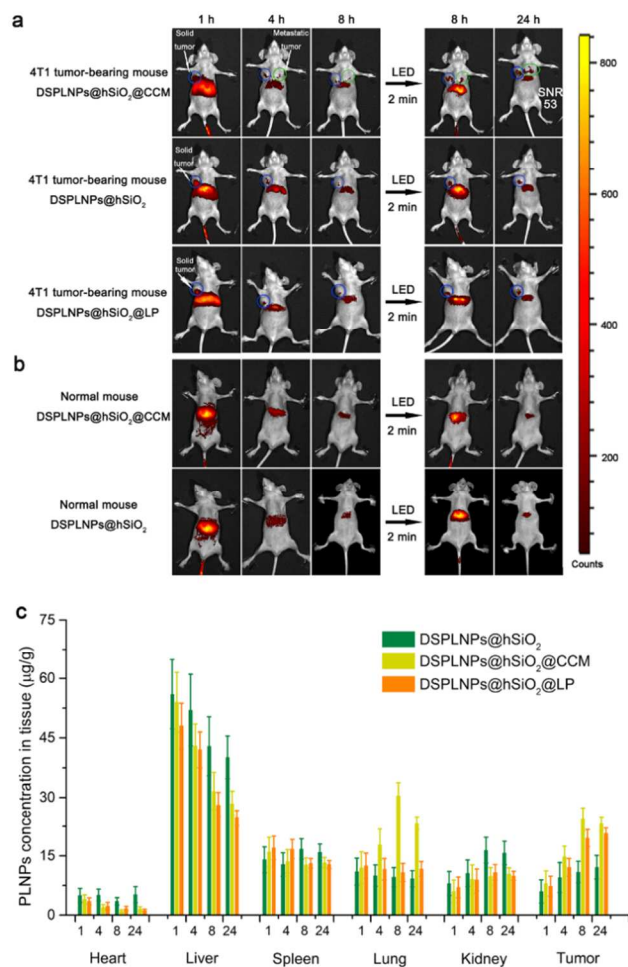 a
1 h 4 h 8 h 8 h 24 h
Solid tumor
Metastatic tumor
4T1 tumor-bearing mouse
DSPLNPs@hSiO₂@CCM
LED
2 min
SNR
53
Solid tumor
4T1 tumor-bearing mouse
DSPLNPs@hSiO₂
LED
2 min
Solid tumor
4T1 tumor-bearing mouse
DSPLNPs@hSiO₂@LP
LED
2 min
b
Normal mouse
DSPLNPs@hSiO₂@CCM
LED
2 min
Normal mouse
DSPLNPs@hSiO₂
LED
2 min
800
600
400
200
Counts
c
PLNPs concentration in tissue (μg/g)
75
60
45
30
15
0
DSPLNPs@hSiO₂
DSPLNPs@hSiO₂@CCM
DSPLNPs@hSiO₂@LP
1 4 8 24 1 4 8 24 1 4 8 24 1 4 8 24 1 4 8 24 1 4 8 24
Heart Liver Spleen Lung Kidney Tumor